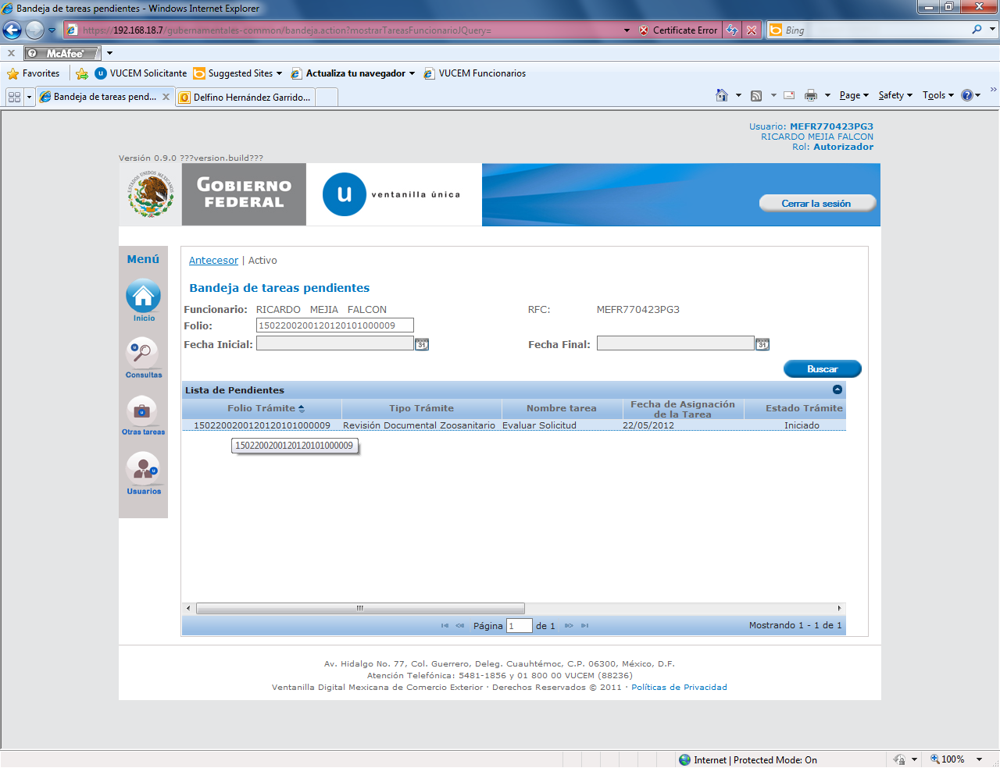 Bandeja de tareas pendientes - Windows Internet Explorer
https://192.168.18.7/gubernamentales-common/bandeja.action?mostrarTareasFuncionarioJQuery=
Certificate Error
Bing
McAfee
Favorites
VUCEM Solicitante
Suggested Sites
Actualiza tu navegador
VUCEM Funcionarios
Bandeja de tareas pend...
Delfino Hernández Garrido...
Page
Safety
Tools
Usuario: MEFR770423PG3
RICARDO MEJIA FALCON
Rol: Autorizador
Versión 0.9.0 ???version.build???
ESTADOS UNIDOS MEXICANOS
GOBIERNO
FEDERAL
u ventanilla única
Cerrar la sesión
Menú
Inicio
Consultas
Otras tareas
Usuarios
Antecesor | Activo
Bandeja de tareas pendientes
Funcionario: RICARDO MEJIA FALCON
RFC: MEFR770423PG3
Folio: 1502200200120120101000009
Fecha Inicial: 31
Fecha Final: 31
Buscar
Lista de Pendientes
Folio Trámite
Tipo Trámite
Nombre tarea
Fecha de Asignación
de la Tarea
Estado Trámite
1502200200120120101000009 Revisión Documental Zoosanitario Evaluar Solicitud 22/05/2012 Iniciado
1502200200120120101000009
Página 1 de 1
Mostrando 1 - 1 de 1
Av. Hidalgo No. 77, Col. Guerrero, Deleg. Cuauhtémoc, C.P. 06300, México, D.F.
Atención Telefónica: 5481-1856 y 01 800 00 VUCEM (88236)
Ventanilla Digital Mexicana de Comercio Exterior · Derechos Reservados © 2011 · Políticas de Privacidad
Internet | Protected Mode: On
100%